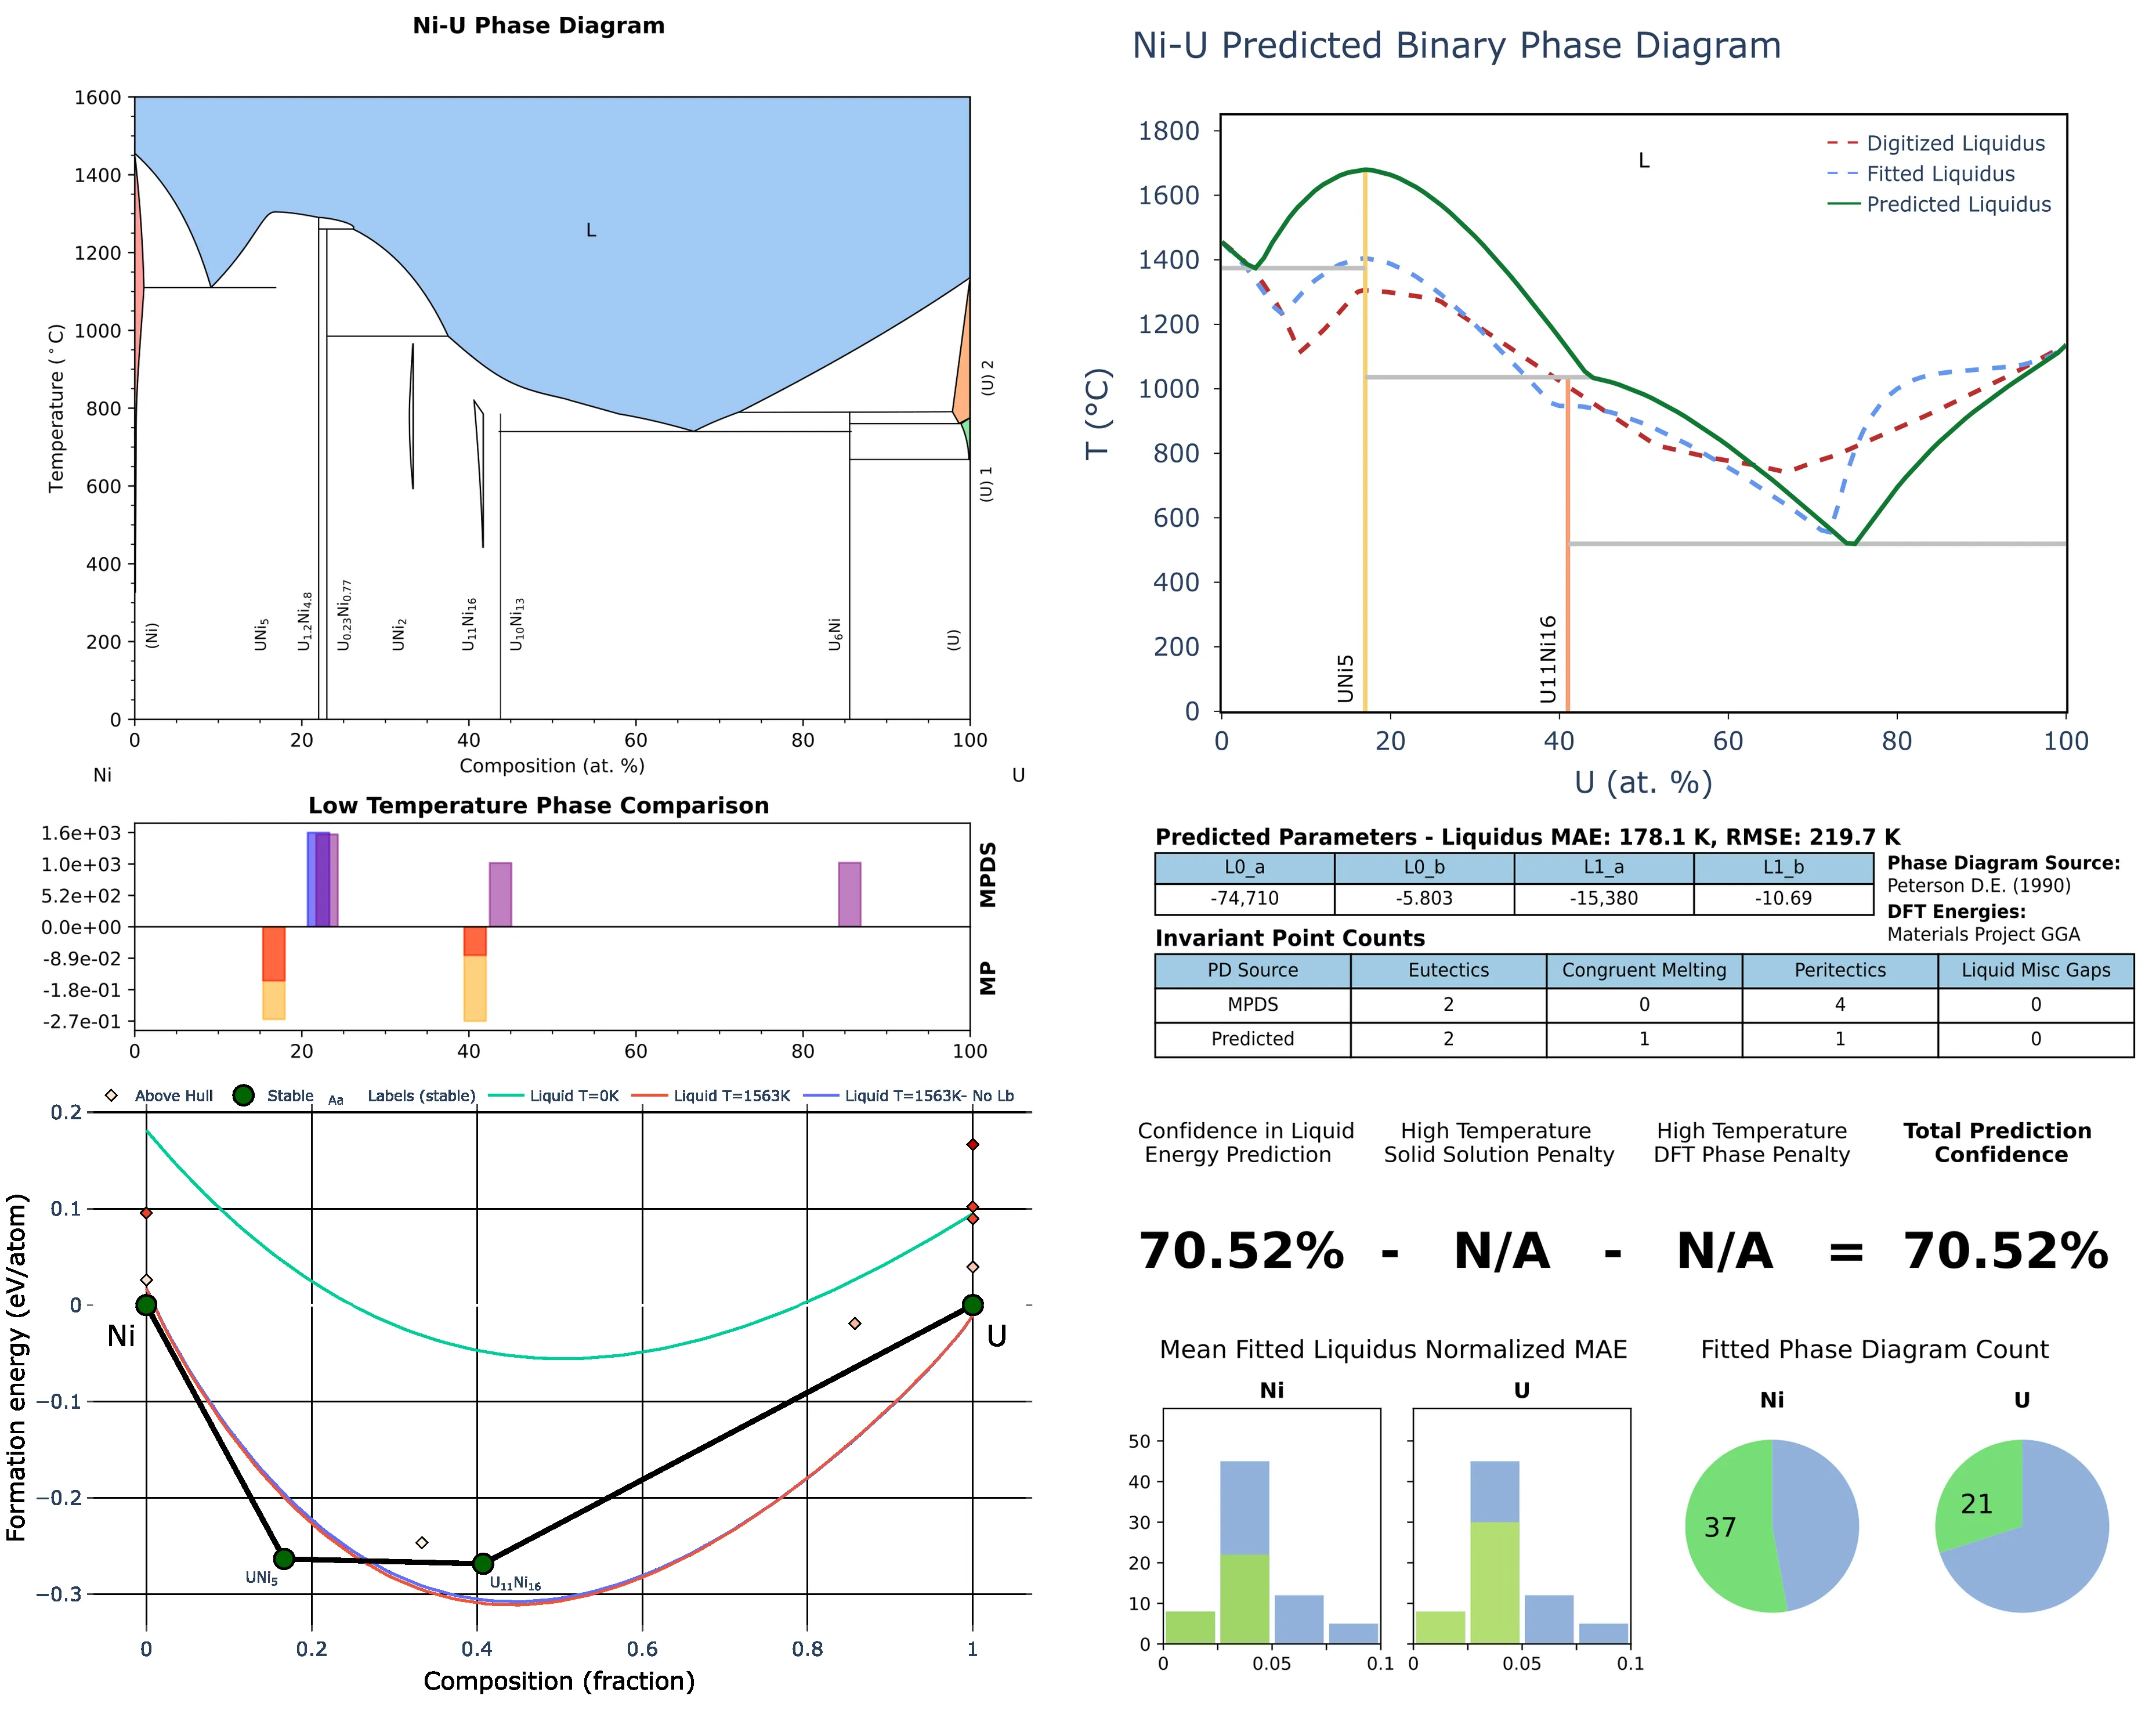 Ni-U Phase Diagram
1600
1400
1200
1000
800
600
400
200
0
Temperature (°C)
L
(Ni)
UNi5
U1.2Ni4.8
U0.23Ni0.77
UNi2
U11Ni16
U10Ni13
U6Ni
(U)
(U) 2
(U) 1
0 20 40 60 80 100
Composition (at. %)
Ni U
Ni-U Predicted Binary Phase Diagram
1800
1600
1400
1200
1000
800
600
400
200
0
T (°C)
L
Digitized Liquidus
Fitted Liquidus
Predicted Liquidus
UNi5
U11Ni16
0 20 40 60 80 100
U (at. %)
Low Temperature Phase Comparison
1.6e+03
1.0e+03
5.2e+02
0.0e+00
-8.9e-02
-1.8e-01
-2.7e-01
MPDS
MP
0 20 40 60 80 100
Predicted Parameters - Liquidus MAE: 178.1 K, RMSE: 219.7 K
L0_a L0_b L1_a L1_b
-74,710 -5.803 -15,380 -10.69
Phase Diagram Source:
Peterson D.E. (1990)
DFT Energies:
Materials Project GGA
Invariant Point Counts
PD Source Eutectics Congruent Melting Peritectics Liquid Misc Gaps
MPDS 2 0 4 0
Predicted 2 1 1 0
Above Hull Stable Aa Labels (stable) Liquid T=0K Liquid T=1563K Liquid T=1563K- No Lb
0.2
0.1
0
−0.1
−0.2
−0.3
Formation energy (eV/atom)
Ni
U
UNi5
U11Ni16
0 0.2 0.4 0.6 0.8 1
Composition (fraction)
Confidence in Liquid
Energy Prediction
High Temperature
Solid Solution Penalty
High Temperature
DFT Phase Penalty
Total Prediction
Confidence
70.52% - N/A - N/A = 70.52%
Mean Fitted Liquidus Normalized MAE
Ni U
50
40
30
20
10
0
0 0.05 0.1
0 0.05 0.1
Fitted Phase Diagram Count
Ni U
37
21